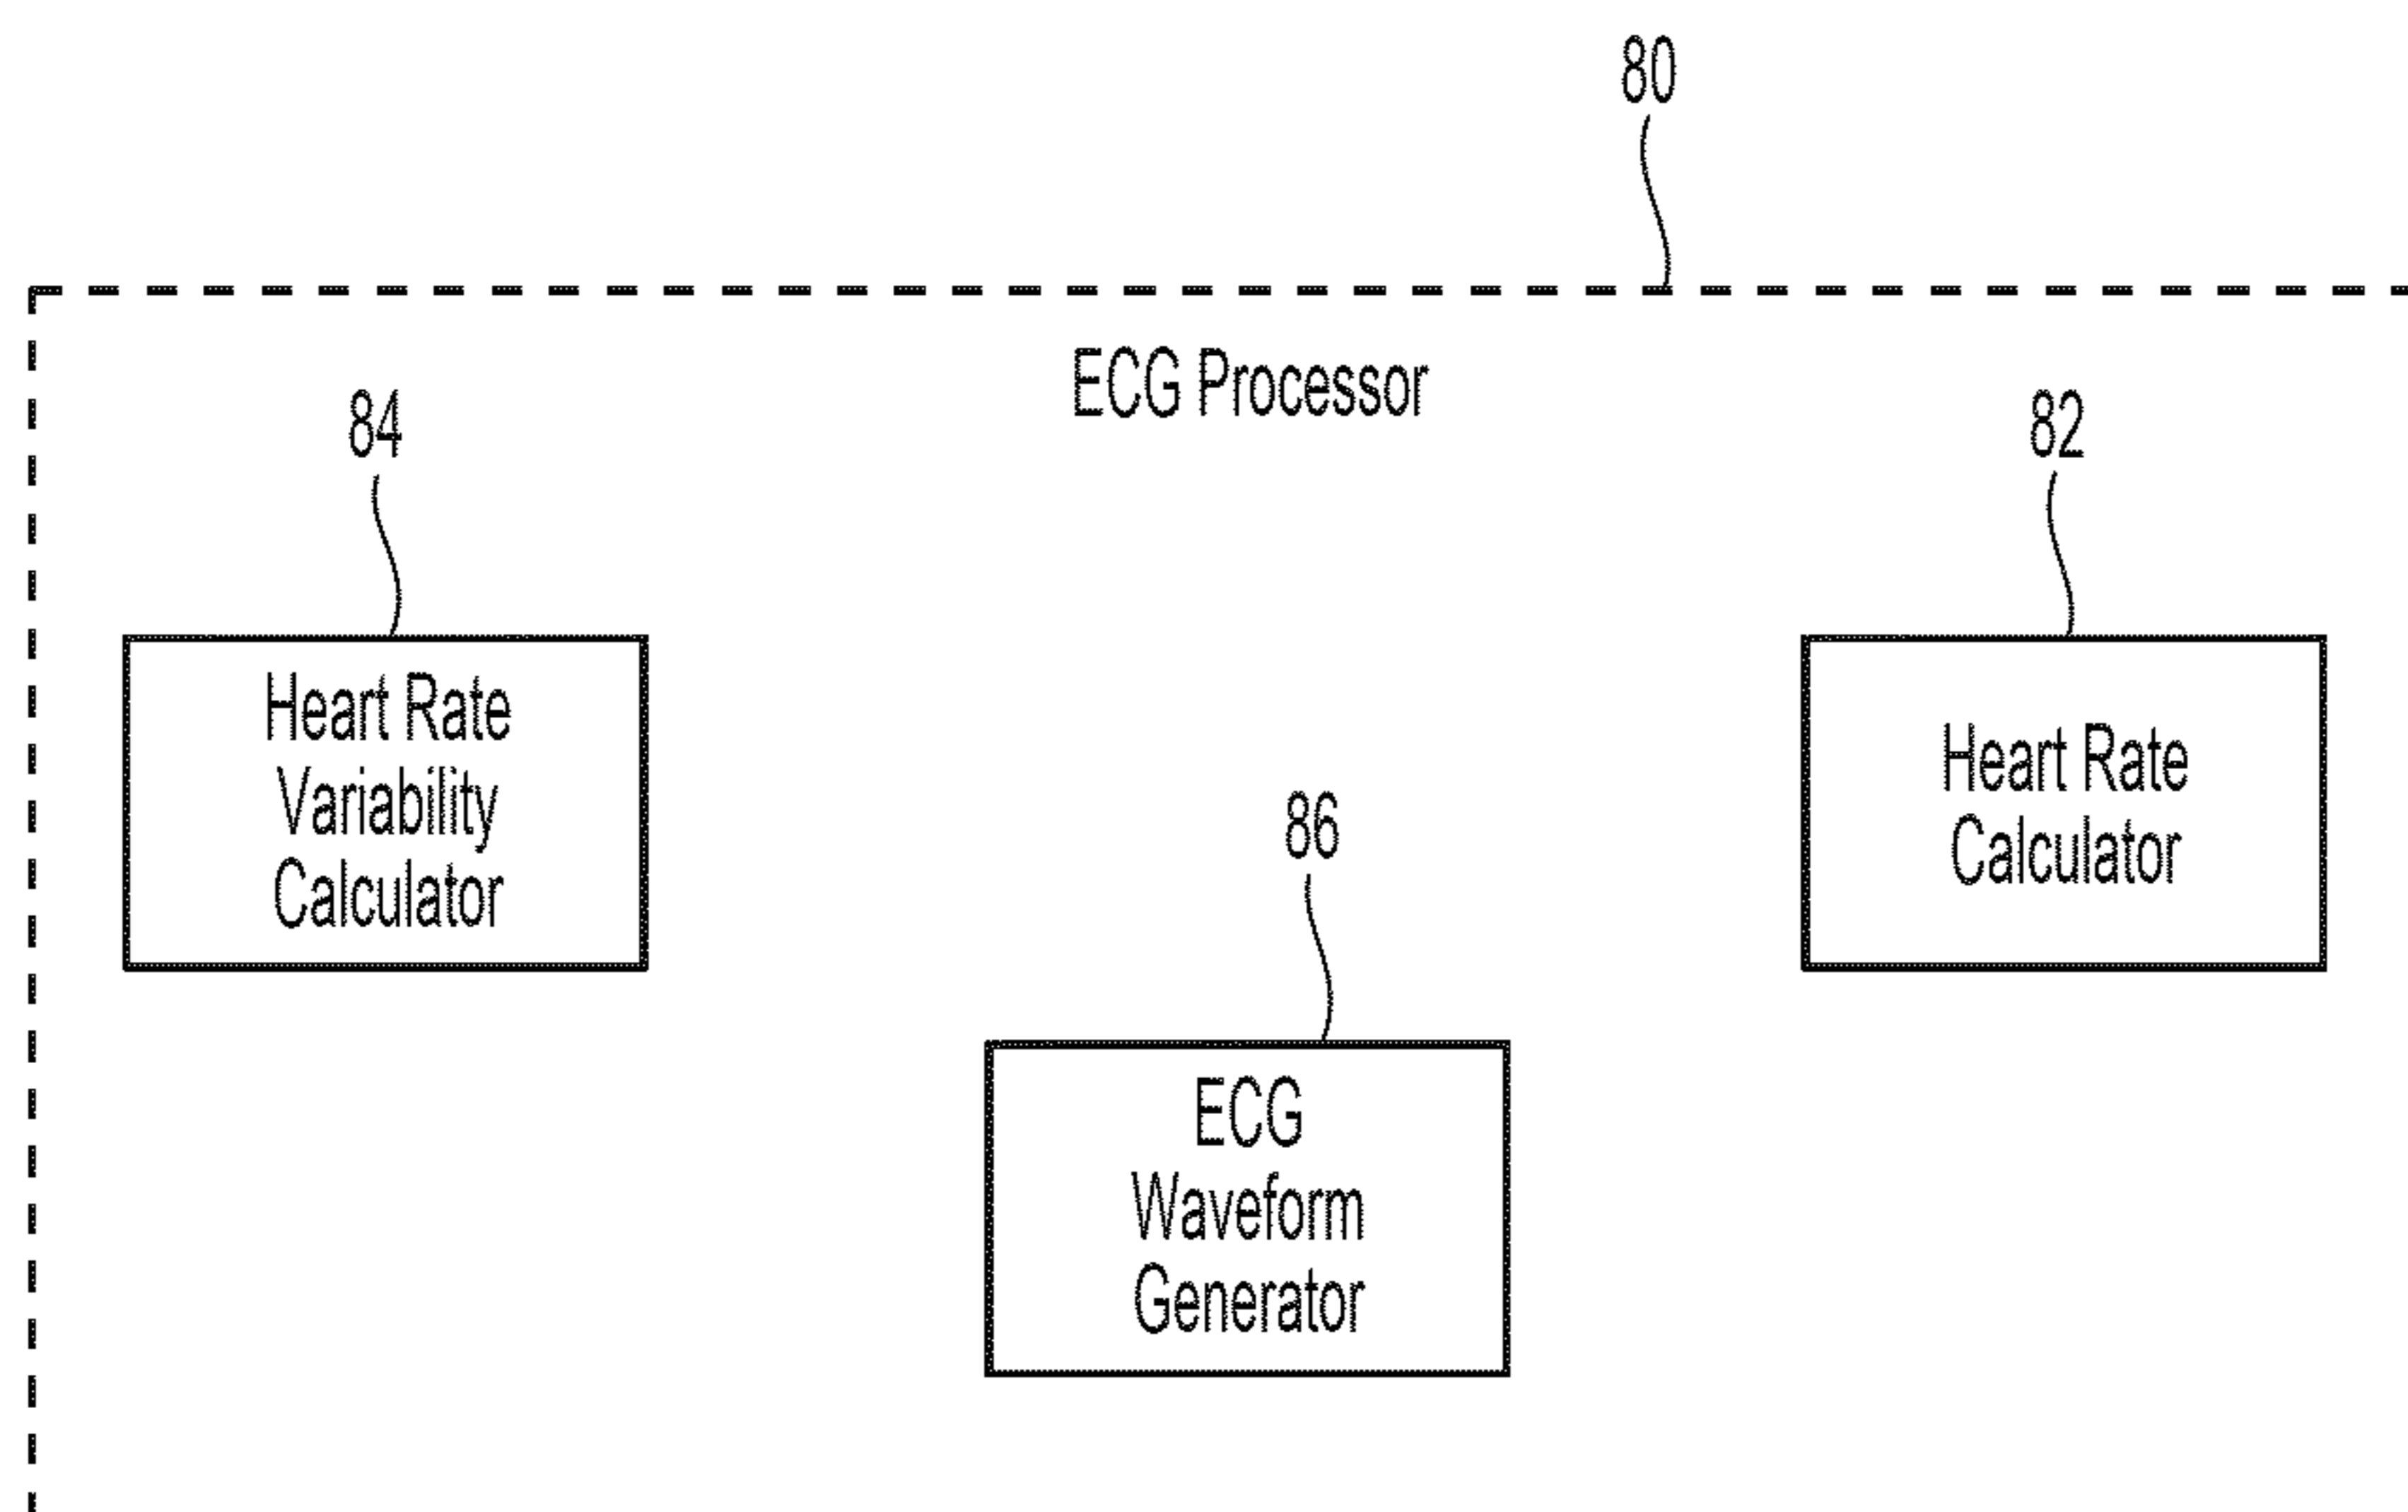 80
ECG Processor
84
82
Heart Rate
Variability
Calculator
Heart Rate
Calculator
86
ECG
Waveform
Generator